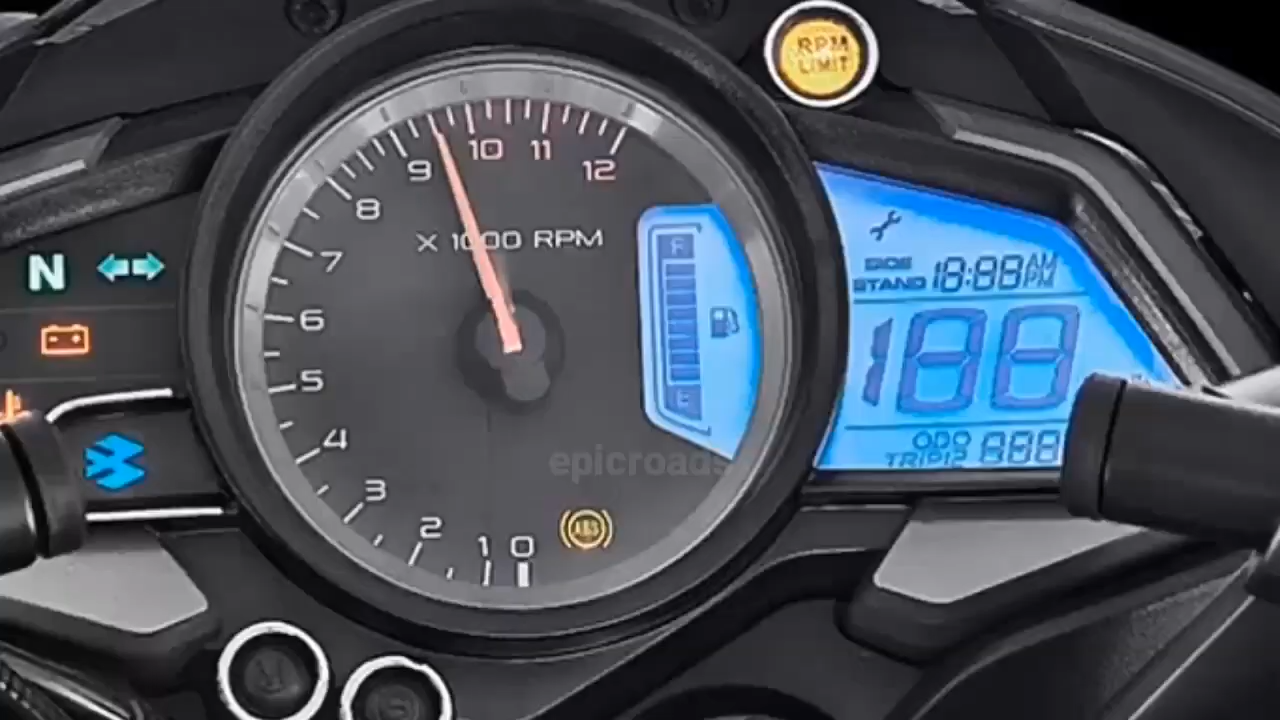 RPM
LIMIT
10
11
9
12
8
X 1000 RPM
7
F
SIDE
STAND 18:88 AM
PM
N
6
188
5
E
4
ODO
TRIP12 888
epicroads
3
2
1
0
ABS